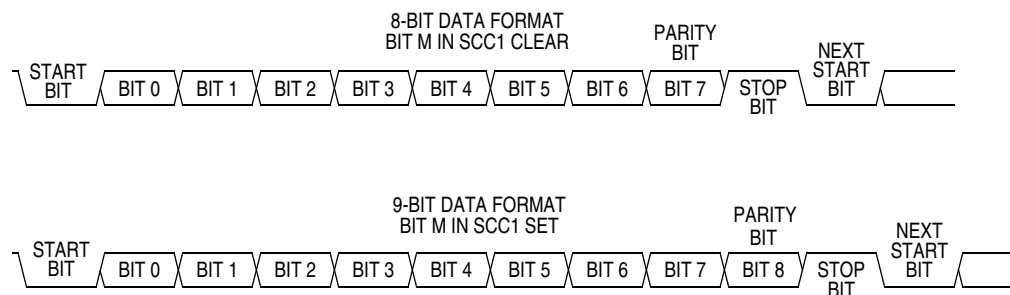 8-BIT DATA FORMAT
BIT M IN SCC1 CLEAR
PARITY
BIT
START
BIT
BIT 0
BIT 1
BIT 2
BIT 3
BIT 4
BIT 5
BIT 6
BIT 7
STOP
BIT
NEXT
START
BIT
9-BIT DATA FORMAT
BIT M IN SCC1 SET
PARITY
BIT
START
BIT
BIT 0
BIT 1
BIT 2
BIT 3
BIT 4
BIT 5
BIT 6
BIT 7
BIT 8
STOP
BIT
NEXT
START
BIT